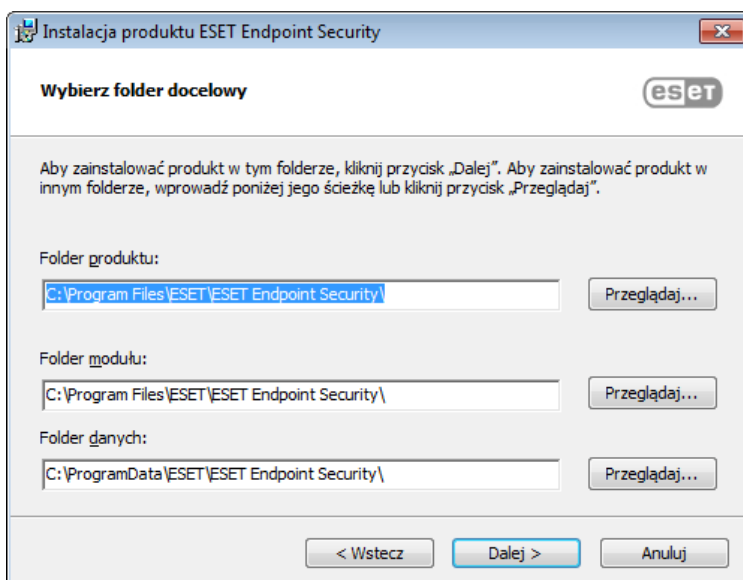 Instalacja produktu ESET Endpoint Security
Wybierz folder docelowy
eseT
Aby zainstalować produkt w tym folderze, kliknij przycisk „Dalej”. Aby zainstalować produkt w
innym folderze, wprowadź poniżej jego ścieżkę lub kliknij przycisk „Przeglądaj”.
Folder produktu:
C:\Program Files\ESET\ESET Endpoint Security\
Przeglądaj...
Folder modułu:
C:\Program Files\ESET\ESET Endpoint Security\
Przeglądaj...
Folder danych:
C:\ProgramData\ESET\ESET Endpoint Security\
Przeglądaj...
< Wstecz
Dalej >
Anuluj